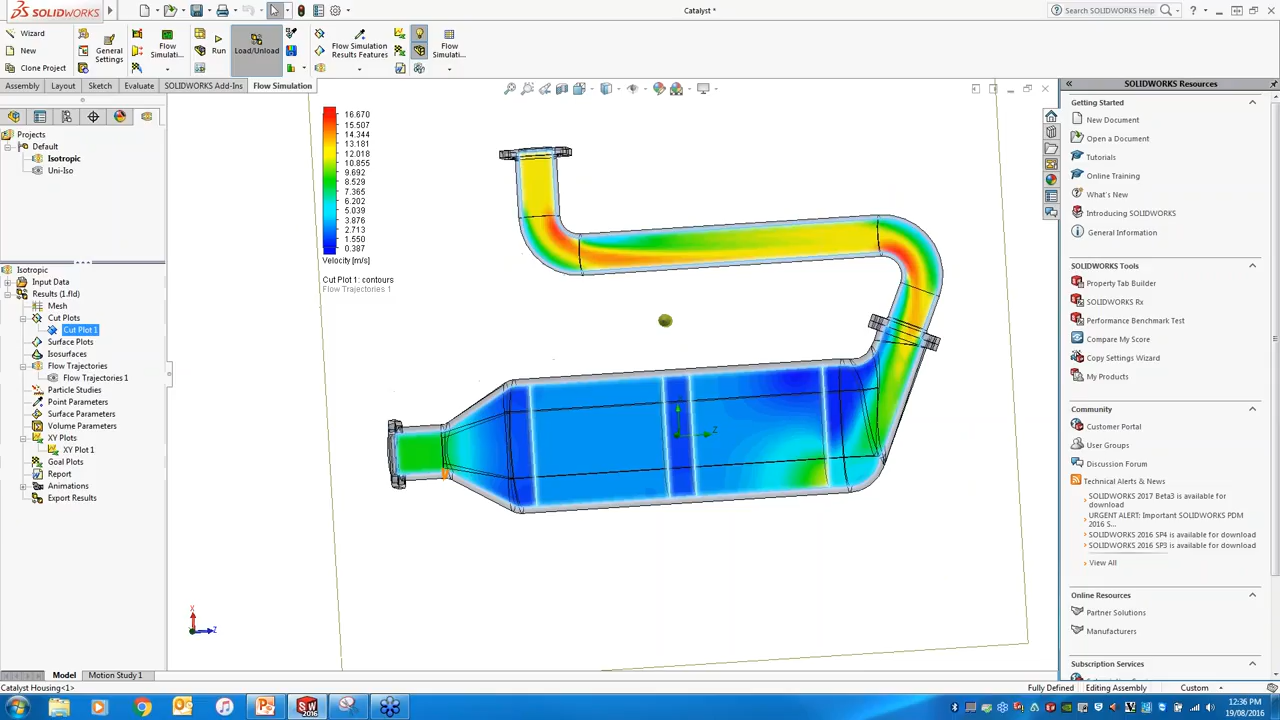 SOLIDWORKS
Catalyst *
Search SOLIDWORKS Help
Wizard
New
Clone Project
General
Settings
Flow
Simulati...
Run
Load/Unload
Flow Simulation
Results Features
Flow
Simulati...
Assembly
Layout
Sketch
Evaluate
SOLIDWORKS Add-Ins
Flow Simulation
Projects
Default
Isotropic
Uni-Iso
Isotropic
Input Data
Results (1.fld)
Mesh
Cut Plots
Cut Plot 1
Surface Plots
Isosurfaces
Flow Trajectories
Flow Trajectories 1
Particle Studies
Point Parameters
Surface Parameters
Volume Parameters
XY Plots
XY Plot 1
Goal Plots
Report
Animations
Export Results
16.670
15.507
14.344
13.181
12.018
10.855
9.692
8.529
7.365
6.202
5.039
3.876
2.713
1.550
0.387
Velocity [m/s]
Cut Plot 1: contours
Flow Trajectories 1
Z
X
Z
SOLIDWORKS Resources
Getting Started
New Document
Open a Document
Tutorials
Online Training
What's New
Introducing SOLIDWORKS
General Information
SOLIDWORKS Tools
Property Tab Builder
SOLIDWORKS Rx
Performance Benchmark Test
Compare My Score
Copy Settings Wizard
My Products
Community
Customer Portal
User Groups
Discussion Forum
Technical Alerts & News
SOLIDWORKS 2017 Beta3 is available for
download
URGENT ALERT: Important SOLIDWORKS PDM
2016 S...
SOLIDWORKS 2016 SP4 is available for download
SOLIDWORKS 2016 SP3 is available for download
View All
Online Resources
Partner Solutions
Manufacturers
Subscription Services
Model
Motion Study 1
Catalyst Housing<1>
Fully Defined
Editing Assembly
Custom
12:36 PM
19/08/2016